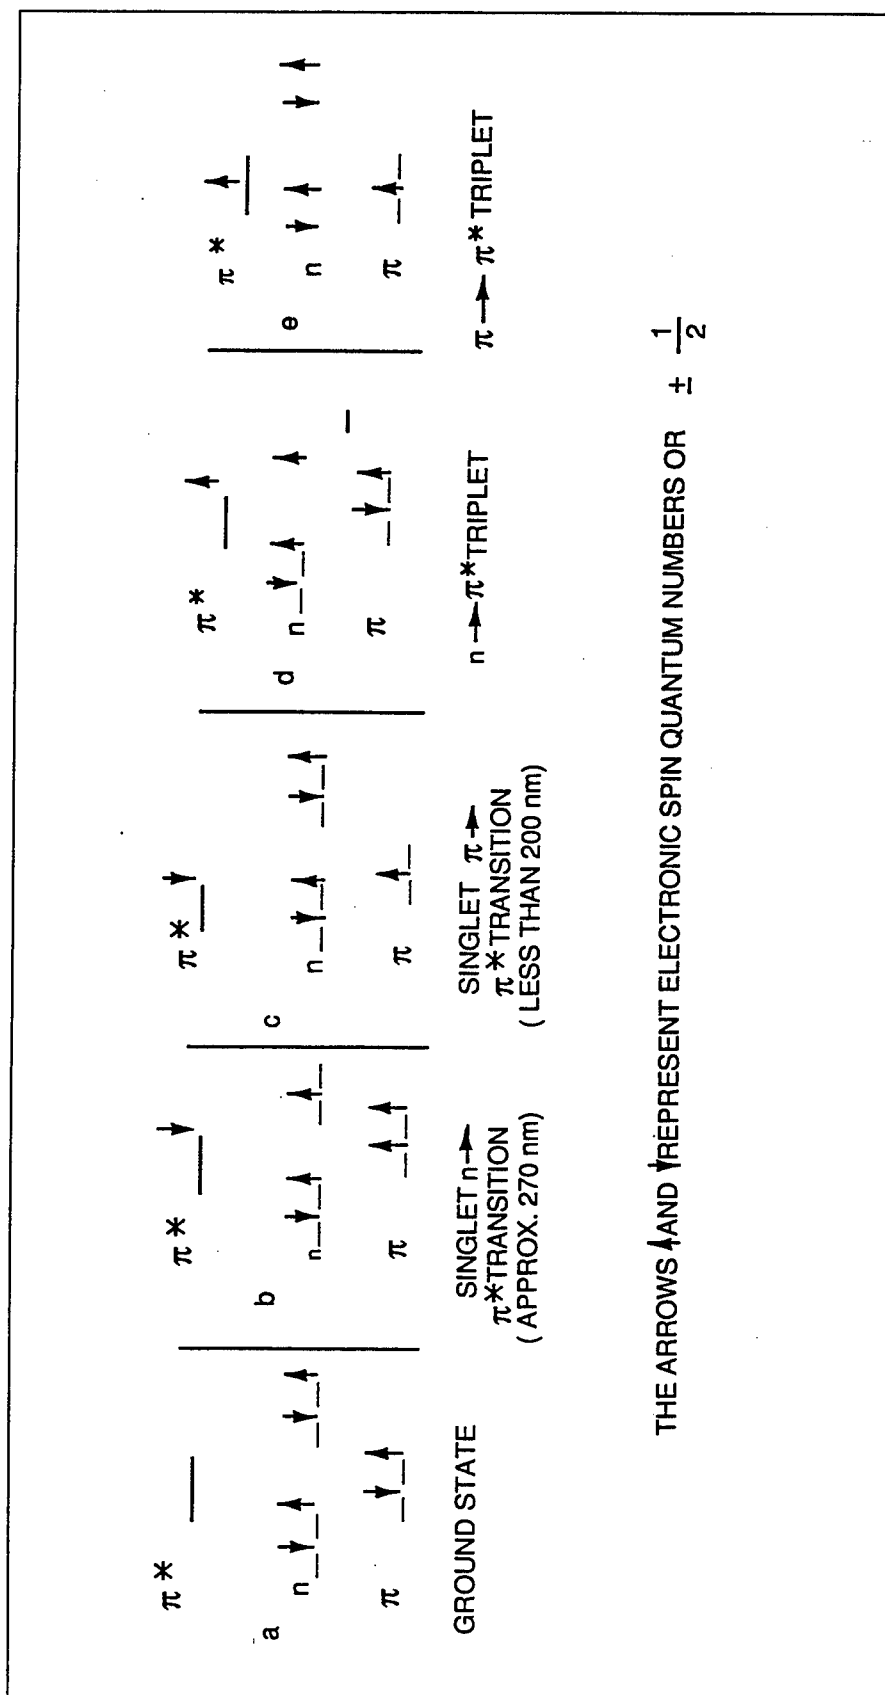 π*
n
π
a
GROUND STATE
π*
n
π
b
SINGLET n→
π*TRANSITION
( APPROX. 270 nm)
π*
n
π
c
SINGLET π→
π*TRANSITION
( LESS THAN 200 nm)
π*
n
π
d
n→π*TRIPLET
π*
n
π
e
π→π*TRIPLET
THE ARROWS ↑AND ↓REPRESENT ELECTRONIC SPIN QUANTUM NUMBERS OR ± 1/2